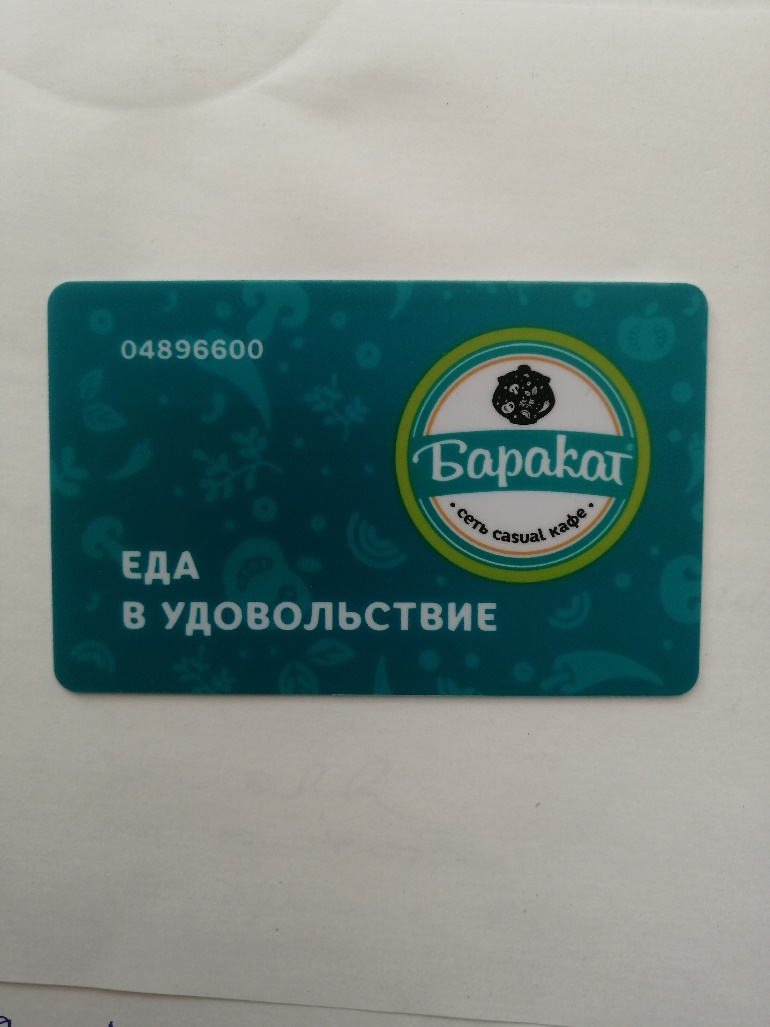 04896600
Баракат
• сеть casual кафе •
ЕДА
В УДОВОЛЬСТВИЕ